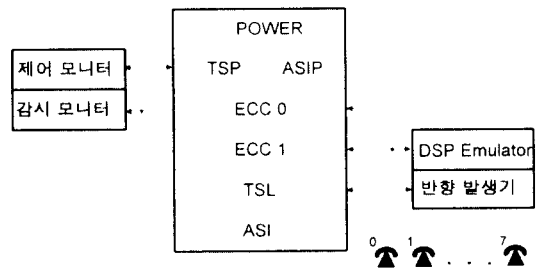 POWER
제어 모니터
감시 모니터
TSP ASIP
ECC 0
ECC 1
TSL
ASI
DSP Emulator
반향 발생기
0 1 . . . 7